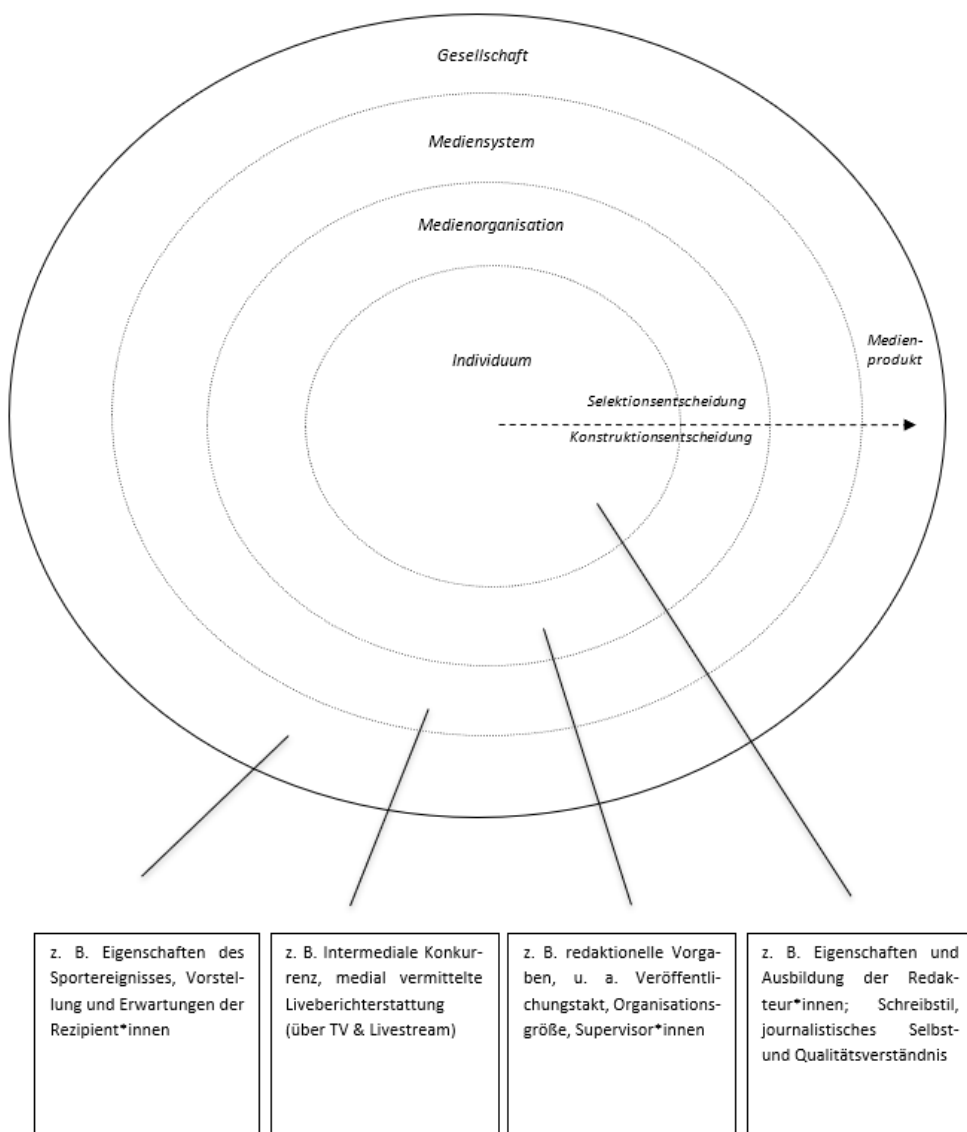 Gesellschaft
Mediensystem
Medienorganisation
Individuum
Medien-
produkt
Selektionsentscheidung
Konstruktionsentscheidung
z. B. Eigenschaften des
Sportereignisses, Vorstel-
lung und Erwartungen der
Rezipient*innen
z. B. Intermediale Konkur-
renz, medial vermittelte
Liveberichterstattung
(über TV & Livestream)
z. B. redaktionelle Vorga-
ben, u. a. Veröffentli-
chungstakt, Organisations-
größe, Supervisor*innen
z. B. Eigenschaften und
Ausbildung der Redak-
teur*innen; Schreibstil,
journalistisches Selbst-
und Qualitätsverständnis